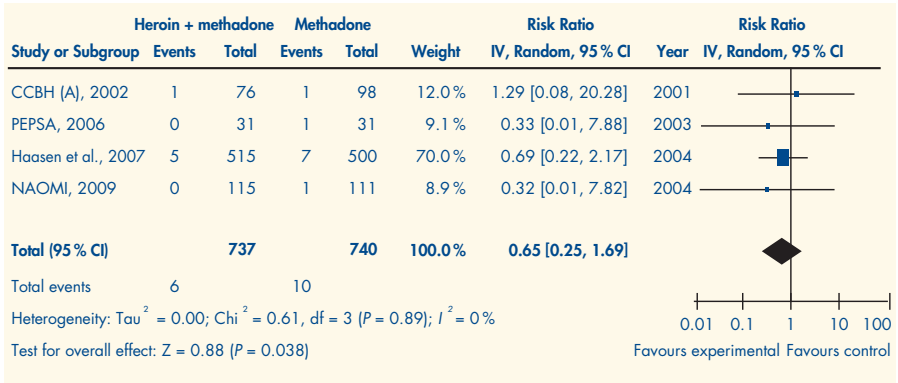 Heroin + methadone Methadone Risk Ratio Risk Ratio
Study or Subgroup Events Total Events Total Weight IV, Random, 95 % CI Year IV, Random, 95 % CI
CCBH (A), 2002 1 76 1 98 12.0 % 1.29 [0.08, 20.28] 2001
PEPSA, 2006 0 31 1 31 9.1 % 0.33 [0.01, 7.88] 2003
Haasen et al., 2007 5 515 7 500 70.0 % 0.69 [0.22, 2.17] 2004
NAOMI, 2009 0 115 1 111 8.9 % 0.32 [0.01, 7.82] 2004
Total (95 % CI) 737 740 100.0 % 0.65 [0.25, 1.69]
Total events 6 10
Heterogeneity: Tau² = 0.00; Chi² = 0.61, df = 3 (P = 0.89); I² = 0 %
0.01 0.1 1 10 100
Test for overall effect: Z = 0.88 (P = 0.038)
Favours experimental Favours control